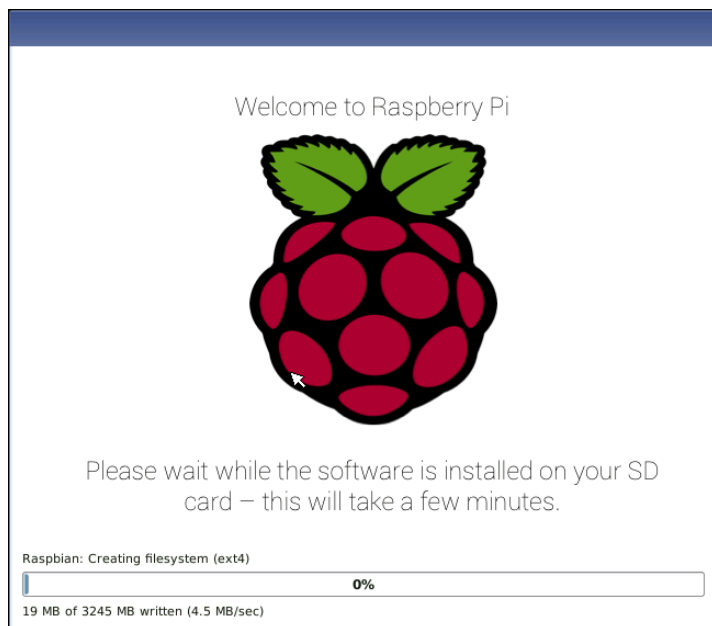 Welcome to Raspberry Pi
Please wait while the software is installed on your SD
card – this will take a few minutes.
Raspbian: Creating filesystem (ext4)
0%
19 MB of 3245 MB written (4.5 MB/sec)